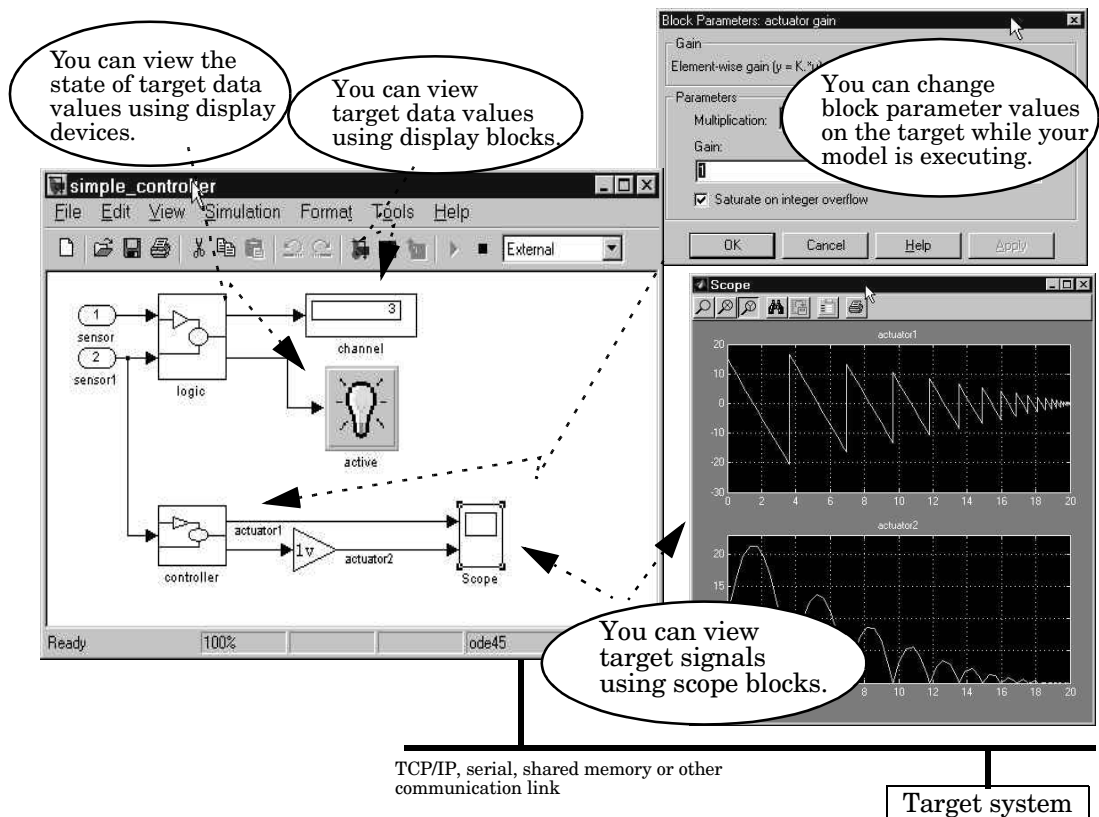 Block Parameters: actuator gain
Gain
Element-wise gain (y = K.*u)
Parameters
Multiplication:
Gain:
1
Saturate on integer overflow
OK Cancel Help Apply
You can change
block parameter values
on the target while your
model is executing.
You can view the
state of target data
values using display
devices.
You can view
target data values
using display blocks.
simple_controller
File Edit View Simulation Format Tools Help
External
1
sensor
2
sensor1
logic
3
channel
active
controller
actuator1
1v
actuator2
Scope
Ready 100% ode45
Scope
actuator1
20
10
0
-10
-20
-30
0 2 4 6 8 10 12 14 16 18 20
actuator2
20
15
8 10 12 14 16 18 20
You can view
target signals
using scope blocks.
TCP/IP, serial, shared memory or other
communication link
Target system